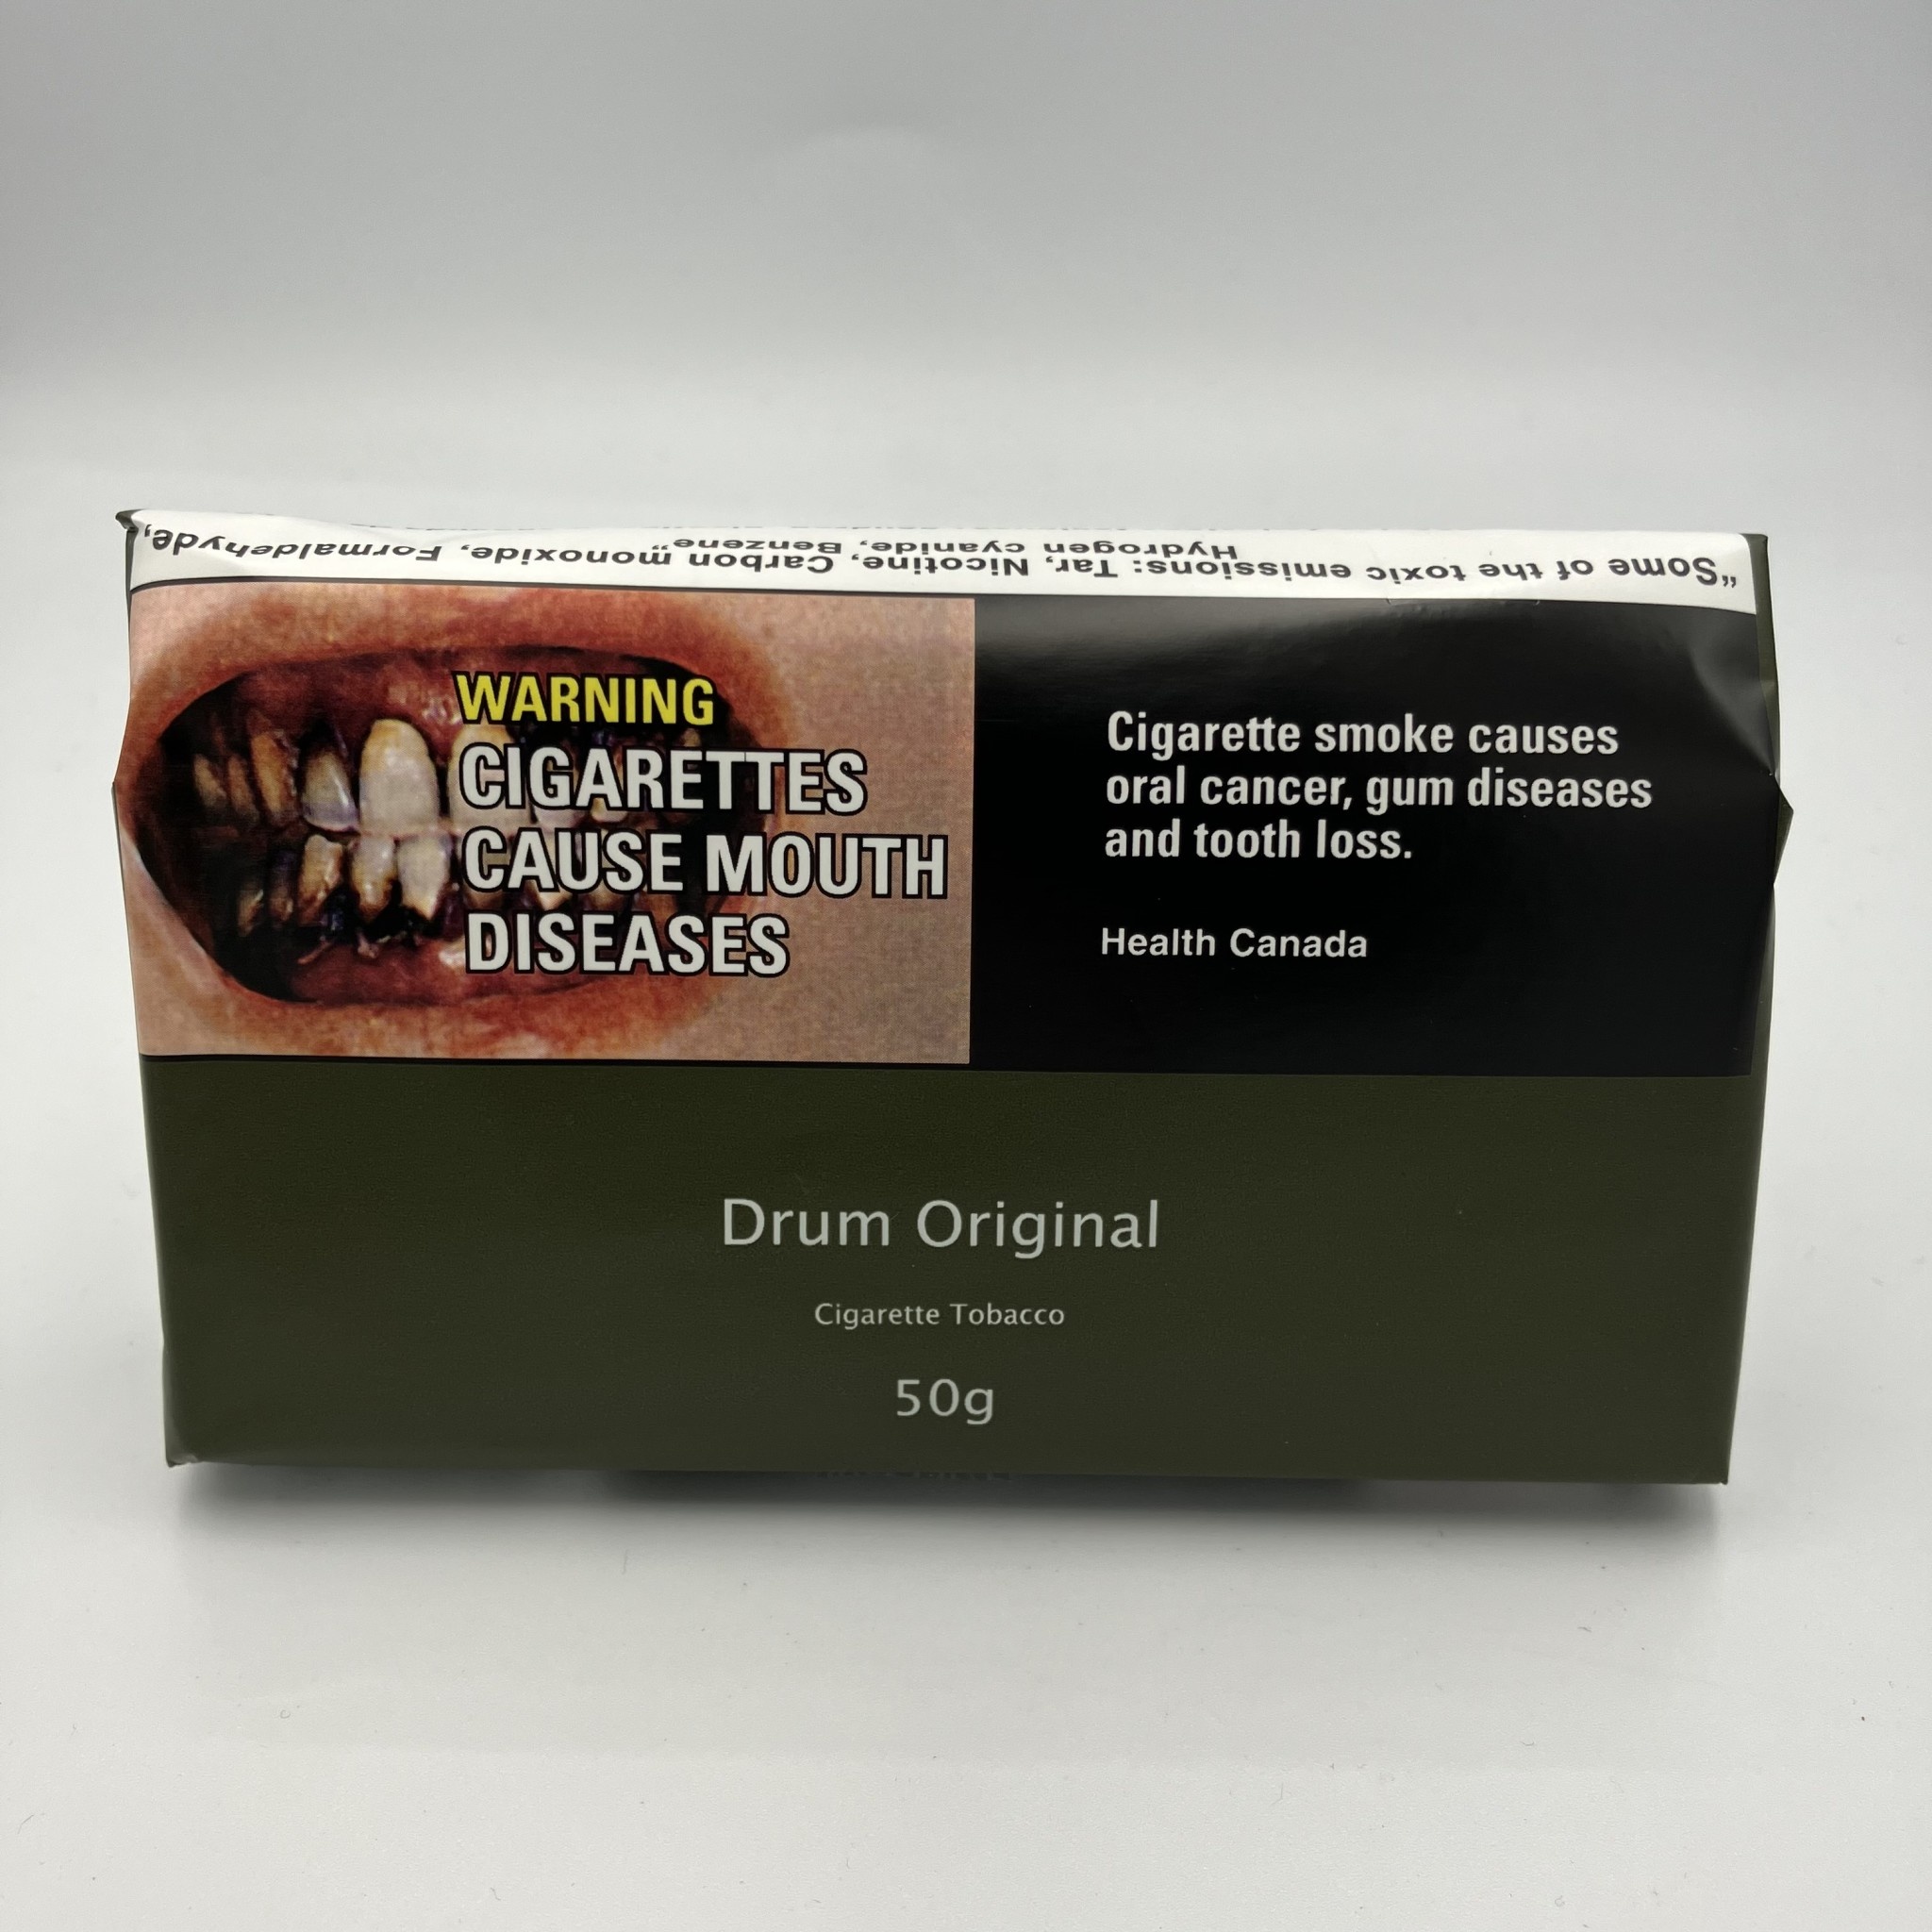 “Some of the toxic emissions: Tar, Nicotine, Carbon monoxide, Formaldehyde,
Hydrogen cyanide, Benzene”
WARNING
CIGARETTES
CAUSE MOUTH
DISEASES
Cigarette smoke causes
oral cancer, gum diseases
and tooth loss.
Health Canada
Drum Original
Cigarette Tobacco
50g